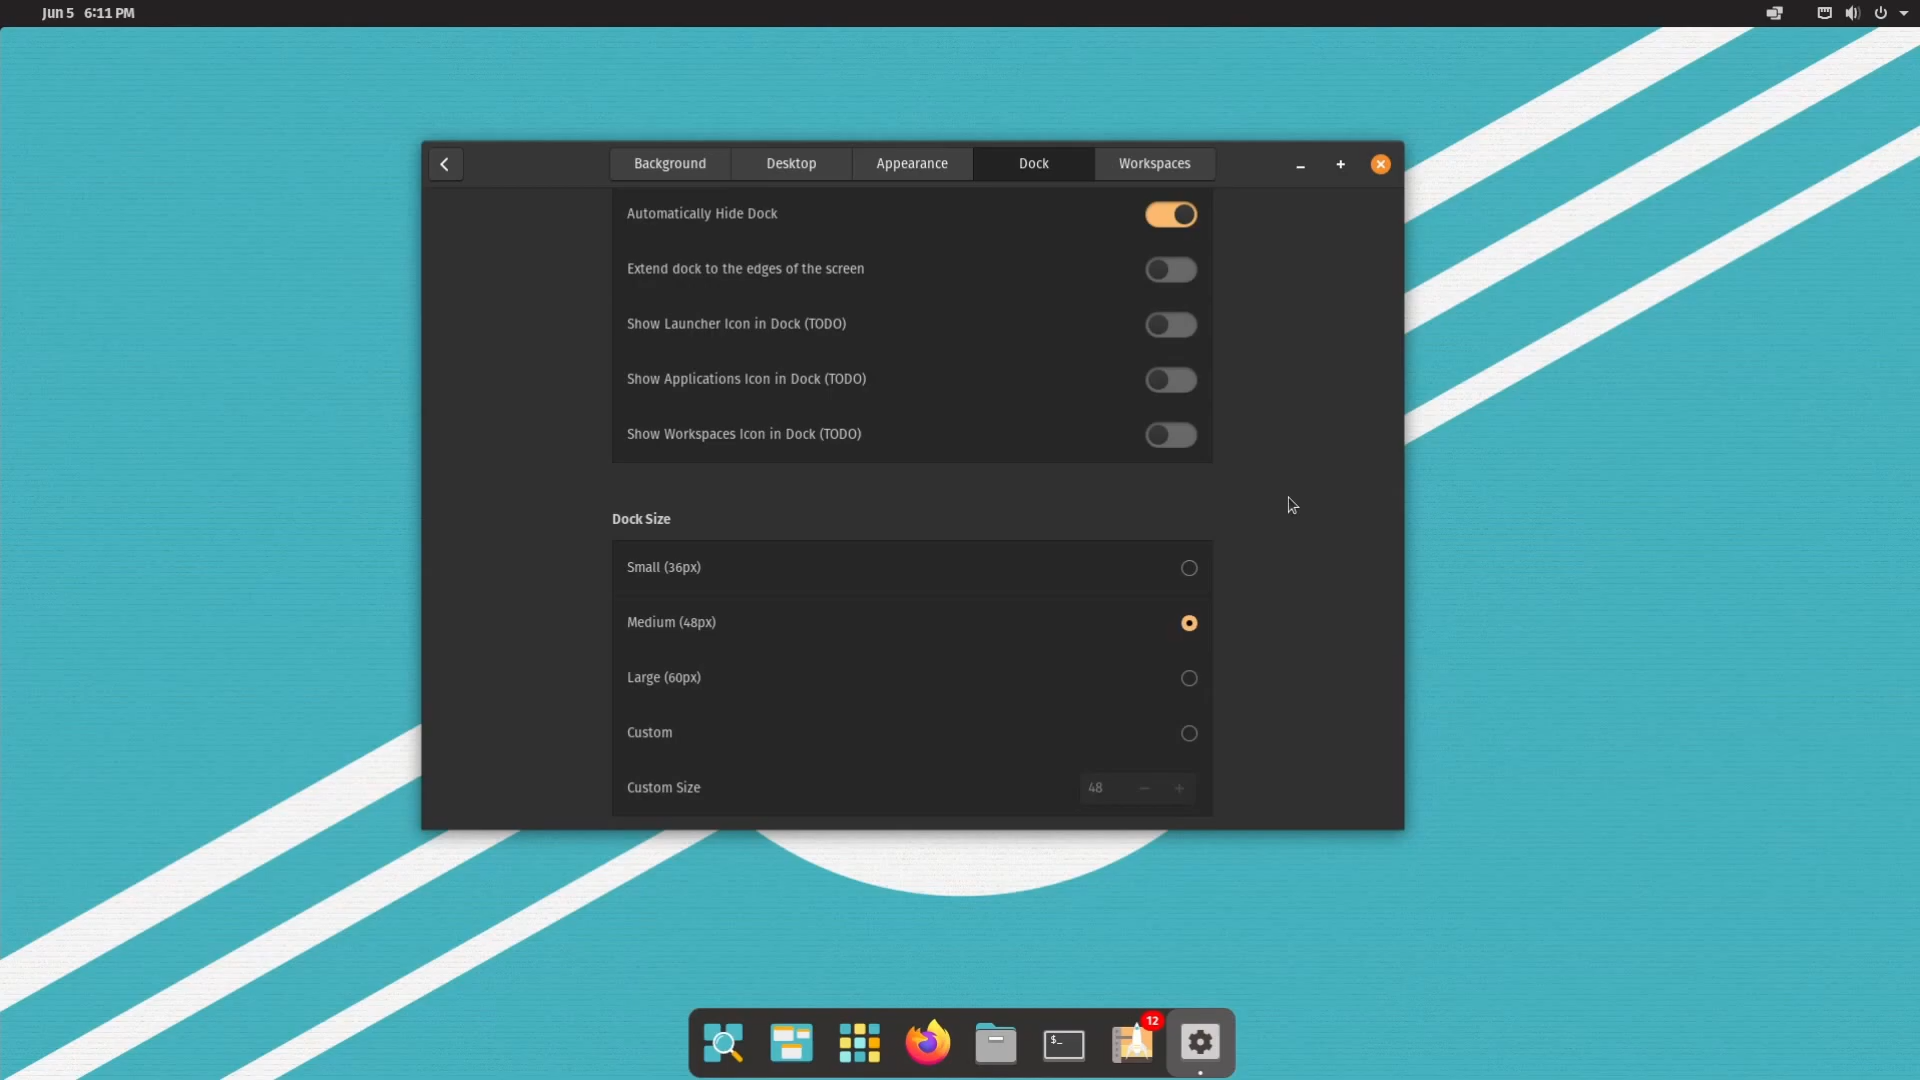 Jun 5 6:11 PM
Background Desktop Appearance Dock Workspaces
Automatically Hide Dock
Extend dock to the edges of the screen
Show Launcher Icon in Dock (TODO)
Show Applications Icon in Dock (TODO)
Show Workspaces Icon in Dock (TODO)
Dock Size
Small (36px)
Medium (48px)
Large (60px)
Custom
Custom Size 48 − +
$_
12